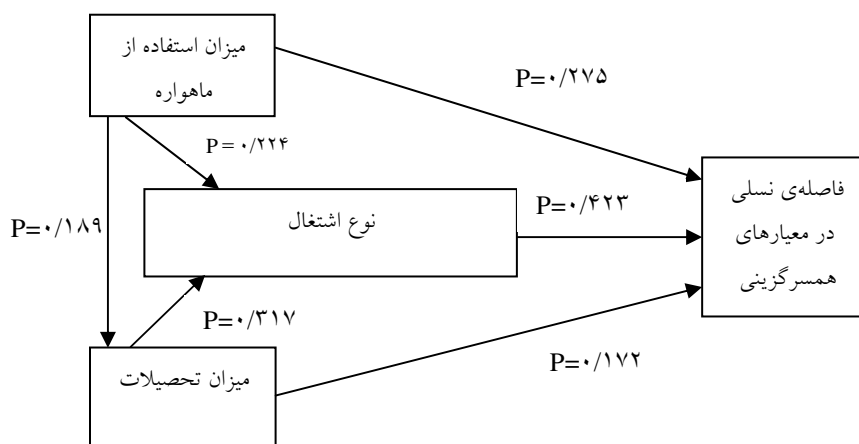 میزان استفاده از
ماهواره
P=۰/۲۷۵
P = ۰/۲۲۴
فاصله‌ی نسلی
در معیارهای
همسرگزینی
نوع اشتغال
P=۰/۴۲۳
P=۰/۱۸۹
P=۰/۳۱۷
P=۰/۱۷۲
میزان تحصیلات